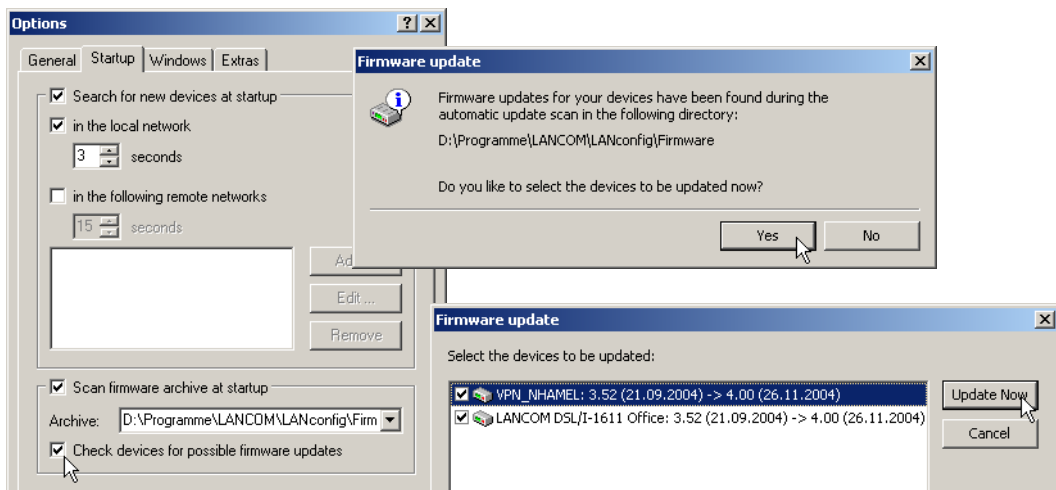 Options
General Startup Windows Extras
Search for new devices at startup
in the local network
3 seconds
in the following remote networks
15 seconds
Edit ...
Remove
Scan firmware archive at startup
Archive: D:\Programme\LANCOM\LANconfig\Firm
Check devices for possible firmware updates
Firmware update
Firmware updates for your devices have been found during the
automatic update scan in the following directory:
D:\Programme\LANCOM\LANconfig\Firmware
Do you like to select the devices to be updated now?
Yes No
Firmware update
Select the devices to be updated:
VPN_NHAMEL: 3.52 (21.09.2004) -> 4.00 (26.11.2004)
LANCOM DSL/I-1611 Office: 3.52 (21.09.2004) -> 4.00 (26.11.2004)
Update Now
Cancel